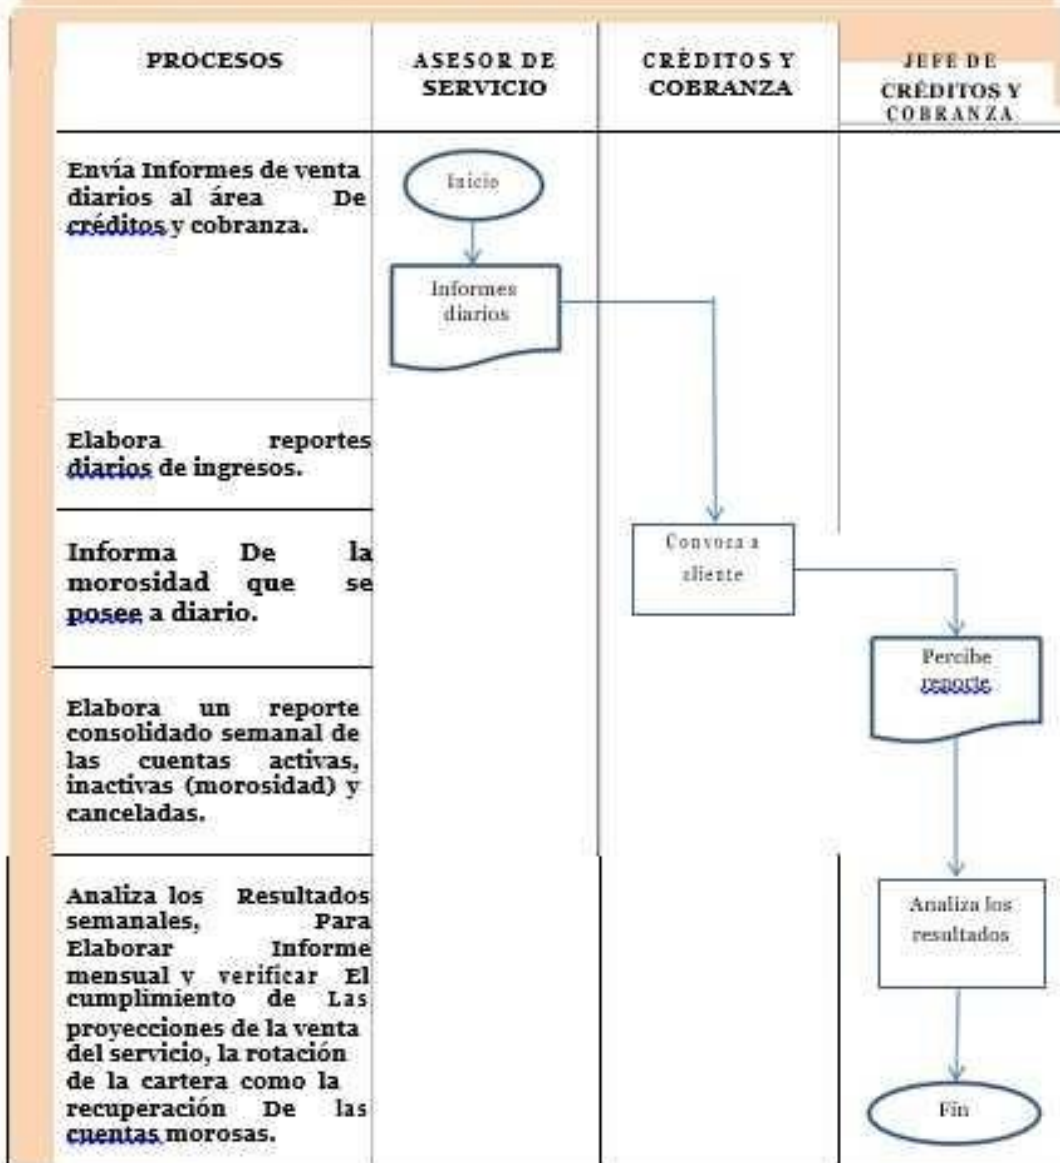 PROCESOS
ASESOR DE
SERVICIO
CRÉDITOS Y
COBRANZA
JEFE DE
CRÉDITOS Y
COBRANZA
Envía Informes de venta
diarios al área De
créditos y cobranza.
Inicio
Informes
diarios
Elabora reportes
diarios de ingresos.
Informa De la
morosidad que se
posee a diario.
Convoca a
cliente
Percibe
reporte
Elabora un reporte
consolidado semanal de
las cuentas activas,
inactivas (morosidad) y
canceladas.
Analiza los Resultados
semanales, Para
Elaborar Informe
mensual y verificar El
cumplimiento de Las
proyecciones de la venta
del servicio, la rotación
de la cartera como la
recuperación De las
cuentas morosas.
Analiza los
resultados
Fin